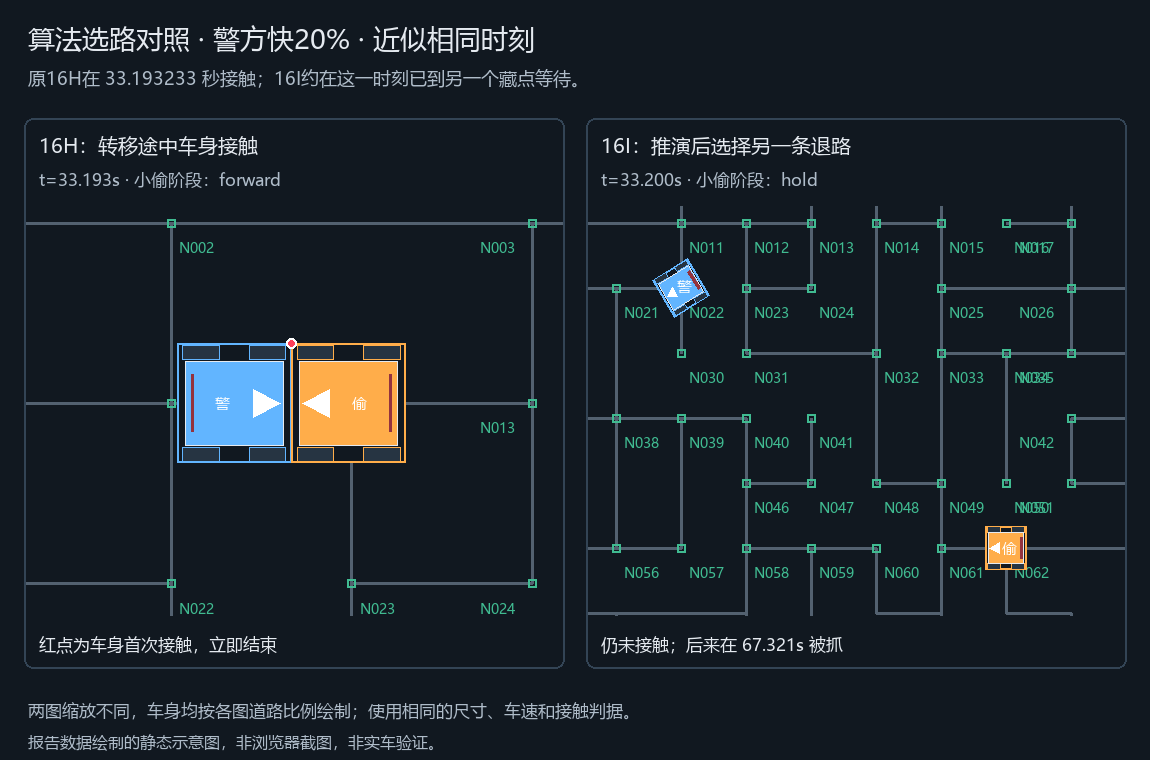 算法选路对照 · 警方快20% · 近似相同时刻
原16H在 33.193233 秒接触；16I约在这一时刻已到另一个藏点等待。
16H：转移途中车身接触
t=33.193s · 小偷阶段：forward
N002
N003
警
偷
N013
N022
N023
N024
红点为车身首次接触，立即结束
16I：推演后选择另一条退路
t=33.200s · 小偷阶段：hold
N011
N012
N013
N014
N015
N017
警
N021
N022
N023
N024
N025
N026
N030
N031
N032
N033
N038
N039
N040
N041
N042
N046
N047
N048
N049
偷
N056
N057
N058
N059
N060
N061
N062
仍未接触；后来在 67.321s 被抓
两图缩放不同，车身均按各图道路比例绘制；使用相同的尺寸、车速和接触判据。
报告数据绘制的静态示意图，非浏览器截图，非实车验证。